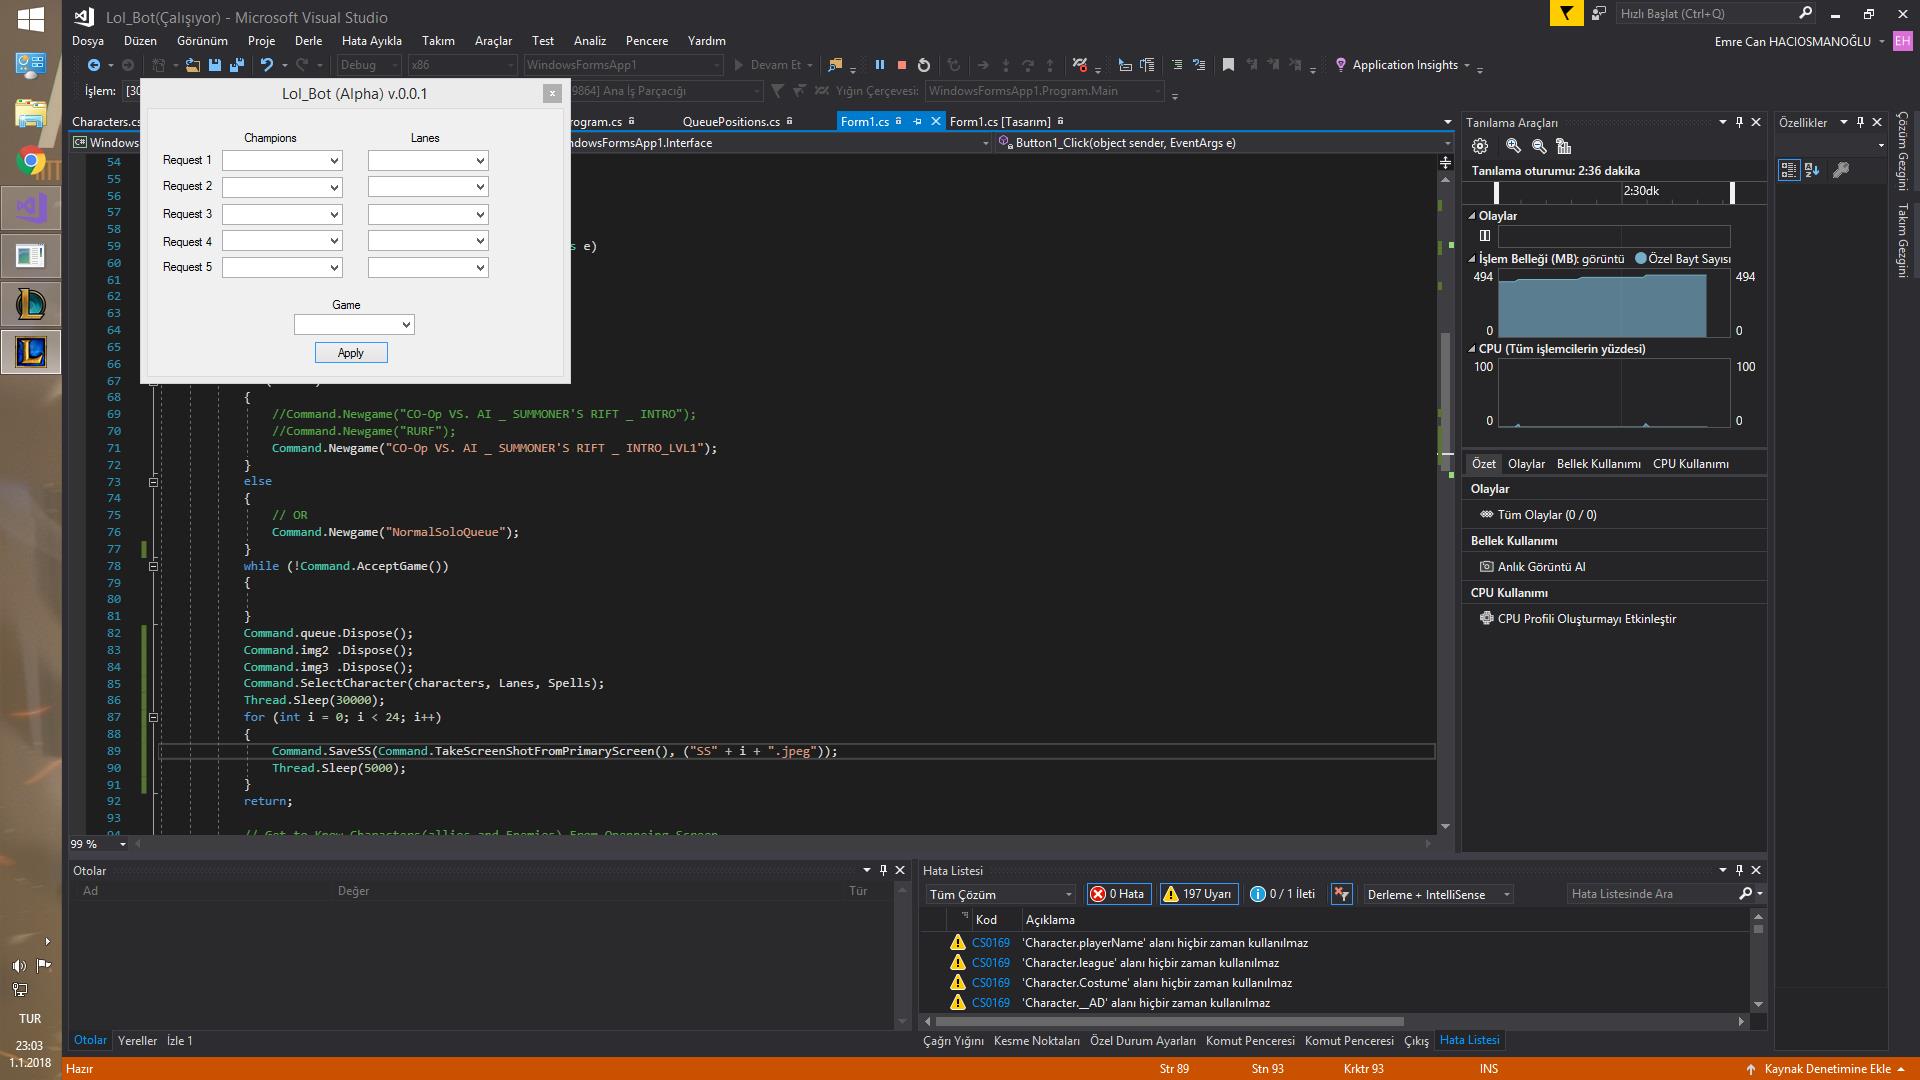 Lol_Bot(Çalışıyor) - Microsoft Visual Studio
Hızlı Başlat (Ctrl+Q)
Dosya Düzen Görünüm Proje Derle Hata Ayıkla Takım Araçlar Test Analiz Pencere Yardım
Emre Can HACIOSMANOĞLU EH
Debug x86 WindowsFormsApp1 Devam Et Application Insights
İşlem: [30
9864] Ana İş Parçacığı Yığın Çerçevesi: WindowsFormsApp1.Program.Main
Lol_Bot (Alpha) v.0.0.1
Champions Lanes
Request 1
Request 2
Request 3
Request 4
Request 5
Game
Apply
Characters.cs rogram.cs QueuePositions.cs Form1.cs Form1.cs [Tasarım]
Windows ndowsFormsApp1.Interface Button1_Click(object sender, EventArgs e)
54
55
56
57
58
59 s e)
60
61
62
63
64
65
66
67
68 {
69 //Command.Newgame("CO-Op VS. AI _ SUMMONER'S RIFT _ INTRO");
70 //Command.Newgame("RURF");
71 Command.Newgame("CO-Op VS. AI _ SUMMONER'S RIFT _ INTRO_LVL1");
72 }
73 else
74 {
75 // OR
76 Command.Newgame("NormalSoloQueue");
77 }
78 while (!Command.AcceptGame())
79 {
80
81 }
82 Command.queue.Dispose();
83 Command.img2 .Dispose();
84 Command.img3 .Dispose();
85 Command.SelectCharacter(characters, Lanes, Spells);
86 Thread.Sleep(30000);
87 for (int i = 0; i < 24; i++)
88 {
89 Command.SaveSS(Command.TakeScreenShotFromPrimaryScreen(), ("SS" + i + ".jpeg"));
90 Thread.Sleep(5000);
91 }
92 return;
93
94 // Get to Know Characters(allies and Enemies) From Openneing Screen
99 %
Tanılama Araçları
Tanılama oturumu: 2:36 dakika
2:30dk
Olaylar
İşlem Belleği (MB): görüntü Özel Bayt Sayısı
494 494
0 0
CPU (Tüm işlemcilerin yüzdesi)
100 100
0 0
Özet Olaylar Bellek Kullanımı CPU Kullanımı
Olaylar
Tüm Olaylar (0 / 0)
Bellek Kullanımı
Anlık Görüntü Al
CPU Kullanımı
CPU Profili Oluşturmayı Etkinleştir
Özellikler
Çözüm Gezgini
Takım Gezgini
Otolar
Ad Değer Tür
Otolar Yereller İzle 1
Hata Listesi
Tüm Çözüm 0 Hata 197 Uyarı 0 / 1 İleti Derleme + IntelliSense Hata Listesinde Ara
Kod Açıklama
CS0169 'Character.playerName' alanı hiçbir zaman kullanılmaz
CS0169 'Character.league' alanı hiçbir zaman kullanılmaz
CS0169 'Character.Costume' alanı hiçbir zaman kullanılmaz
CS0169 'Character.__AD' alanı hiçbir zaman kullanılmaz
Çağrı Yığını Kesme Noktaları Özel Durum Ayarları Komut Penceresi Komut Penceresi Çıkış Hata Listesi
Hazır Str 89 Stn 93 Krktr 93 INS Kaynak Denetimine Ekle
TUR
23:03
1.1.2018